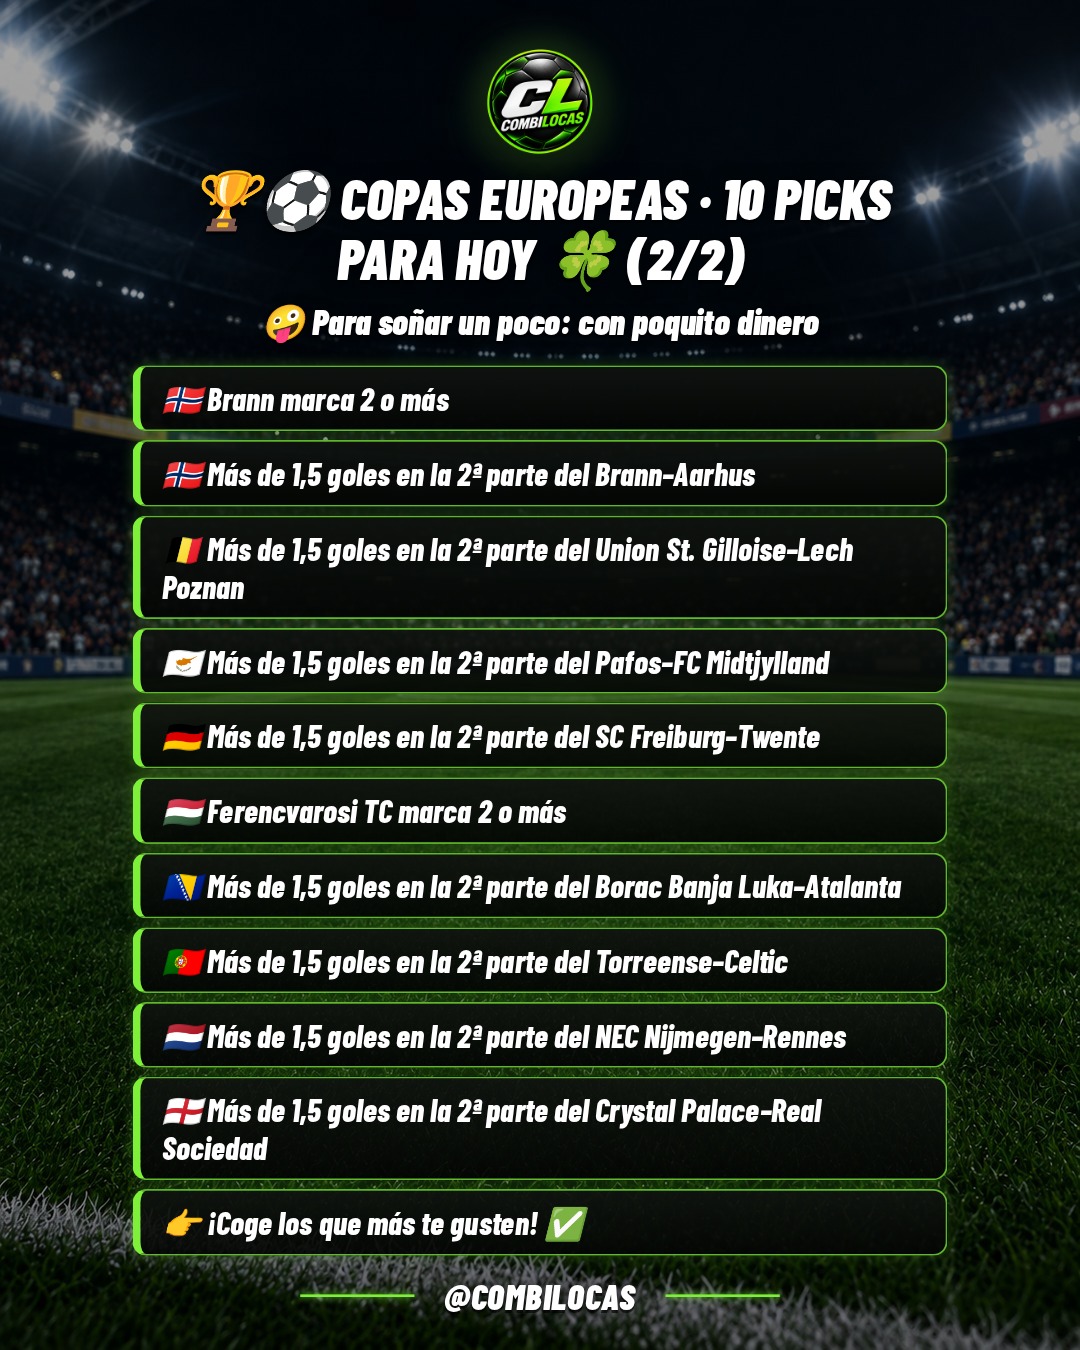 CL
COMBILOCAS
🏆⚽ COPAS EUROPEAS · 10 PICKS
PARA HOY 🍀 (2/2)
🤪 Para soñar un poco: con poquito dinero
🇳🇴 Brann marca 2 o más
🇳🇴 Más de 1,5 goles en la 2ª parte del Brann–Aarhus
🇧🇪 Más de 1,5 goles en la 2ª parte del Union St. Gilloise–Lech
Poznan
🇨🇾 Más de 1,5 goles en la 2ª parte del Pafos–FC Midtjylland
🇩🇪 Más de 1,5 goles en la 2ª parte del SC Freiburg–Twente
🇭🇺 Ferencvarosi TC marca 2 o más
🇧🇦 Más de 1,5 goles en la 2ª parte del Borac Banja Luka–Atalanta
🇵🇹 Más de 1,5 goles en la 2ª parte del Torreense–Celtic
🇳🇱 Más de 1,5 goles en la 2ª parte del NEC Nijmegen–Rennes
🏴󠁧󠁢󠁥󠁮󠁧󠁿 Más de 1,5 goles en la 2ª parte del Crystal Palace–Real
Sociedad
👉 ¡Coge los que más te gusten! ✅
@COMBILOCAS